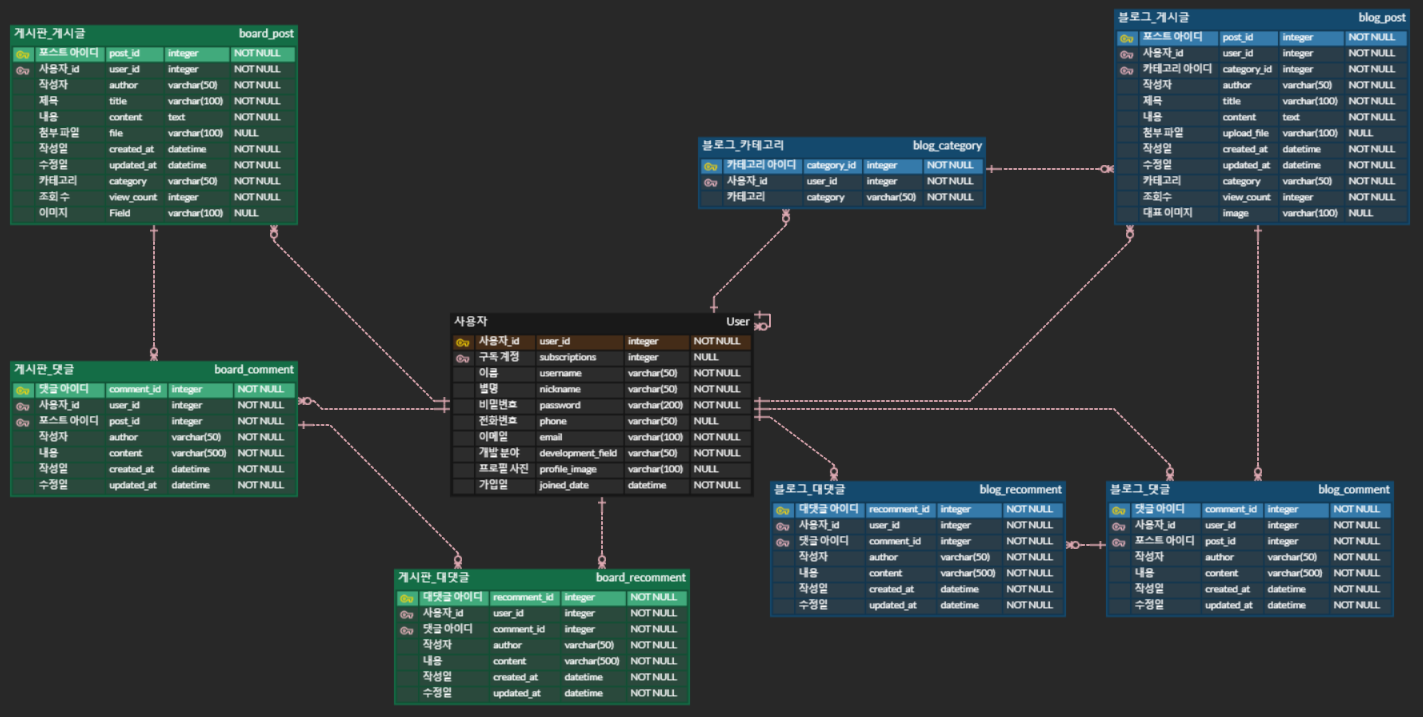 게시판_게시글 board_post
포스트 아이디 post_id integer NOT NULL
사용자_id user_id integer NOT NULL
작성자 author varchar(50) NOT NULL
제목 title varchar(100) NOT NULL
내용 content text NOT NULL
첨부 파일 file varchar(100) NULL
작성일 created_at datetime NOT NULL
수정일 updated_at datetime NOT NULL
카테고리 category varchar(50) NOT NULL
조회 수 view_count integer NOT NULL
이미지 Field varchar(100) NULL
블로그_게시글 blog_post
포스트 아이디 post_id integer NOT NULL
사용자_id user_id integer NOT NULL
카테고리 아이디 category_id integer NOT NULL
작성자 author varchar(50) NOT NULL
제목 title varchar(100) NOT NULL
내용 content text NOT NULL
첨부 파일 upload_file varchar(100) NULL
작성일 created_at datetime NOT NULL
수정일 updated_at datetime NOT NULL
카테고리 category varchar(50) NOT NULL
조회수 view_count integer NOT NULL
대표 이미지 image varchar(100) NULL
블로그_카테고리 blog_category
카테고리 아이디 category_id integer NOT NULL
사용자_id user_id integer NOT NULL
카테고리 category varchar(50) NOT NULL
사용자 User
사용자_id user_id integer NOT NULL
구독 계정 subscriptions integer NULL
이름 username varchar(50) NOT NULL
별명 nickname varchar(50) NOT NULL
비밀번호 password varchar(200) NOT NULL
전화번호 phone varchar(50) NULL
이메일 email varchar(100) NOT NULL
개발 분야 development_field varchar(50) NOT NULL
프로필 사진 profile_image varchar(100) NULL
가입일 joined_date datetime NOT NULL
게시판_댓글 board_comment
댓글 아이디 comment_id integer NOT NULL
사용자_id user_id integer NOT NULL
포스트 아이디 post_id integer NOT NULL
작성자 author varchar(50) NOT NULL
내용 content varchar(500) NOT NULL
작성일 created_at datetime NOT NULL
수정일 updated_at datetime NOT NULL
블로그_대댓글 blog_recomment
대댓글 아이디 recomment_id integer NOT NULL
사용자_id user_id integer NOT NULL
댓글 아이디 comment_id integer NOT NULL
작성자 author varchar(50) NOT NULL
내용 content varchar(500) NOT NULL
작성일 created_at datetime NOT NULL
수정일 updated_at datetime NOT NULL
블로그_댓글 blog_comment
댓글 아이디 comment_id integer NOT NULL
사용자_id user_id integer NOT NULL
포스트 아이디 post_id integer NOT NULL
작성자 author varchar(50) NOT NULL
내용 content varchar(500) NOT NULL
작성일 created_at datetime NOT NULL
수정일 updated_at datetime NOT NULL
게시판_대댓글 board_recomment
대댓글 아이디 recomment_id integer NOT NULL
사용자_id user_id integer NOT NULL
댓글 아이디 comment_id integer NOT NULL
작성자 author varchar(50) NOT NULL
내용 content varchar(500) NOT NULL
작성일 created_at datetime NOT NULL
수정일 updated_at datetime NOT NULL